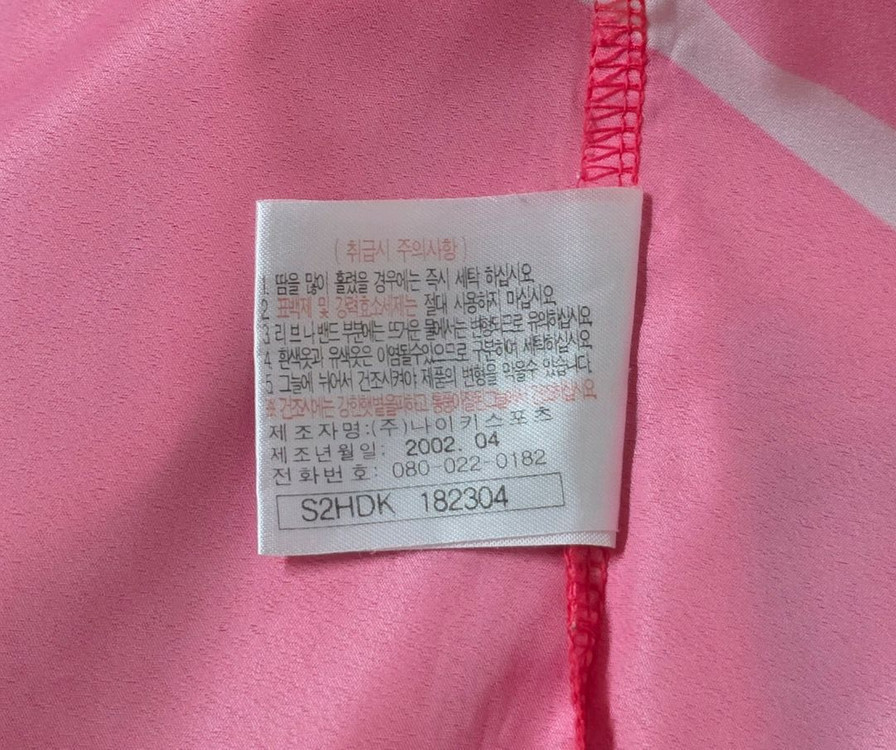 ( 취급시 주의사항 )
1. 땀을 많이 흘렸을 경우에는 즉시 세탁 하십시요.
2 표백제 및 강력효소세제는 절대 사용하지 마십시요.
3 리브니밴드부분에는 뜨거운 물에서는 변형되므로 유의하십시요.
4 흰색옷과 유색옷은 이염될수있으므로 구분하여 세탁하십시요.
5 그늘에 뉘어서 건조시켜야 제품의 변형을 막을수 있습니다.
※ 건조시에는 강한햇볕을피하고 통풍이잘된그늘에서 건조하십시요.
제조자명:(주)나이키스포츠
제조년월일: 2002. 04
전화번호: 080-022-0182
S2HDK 182304